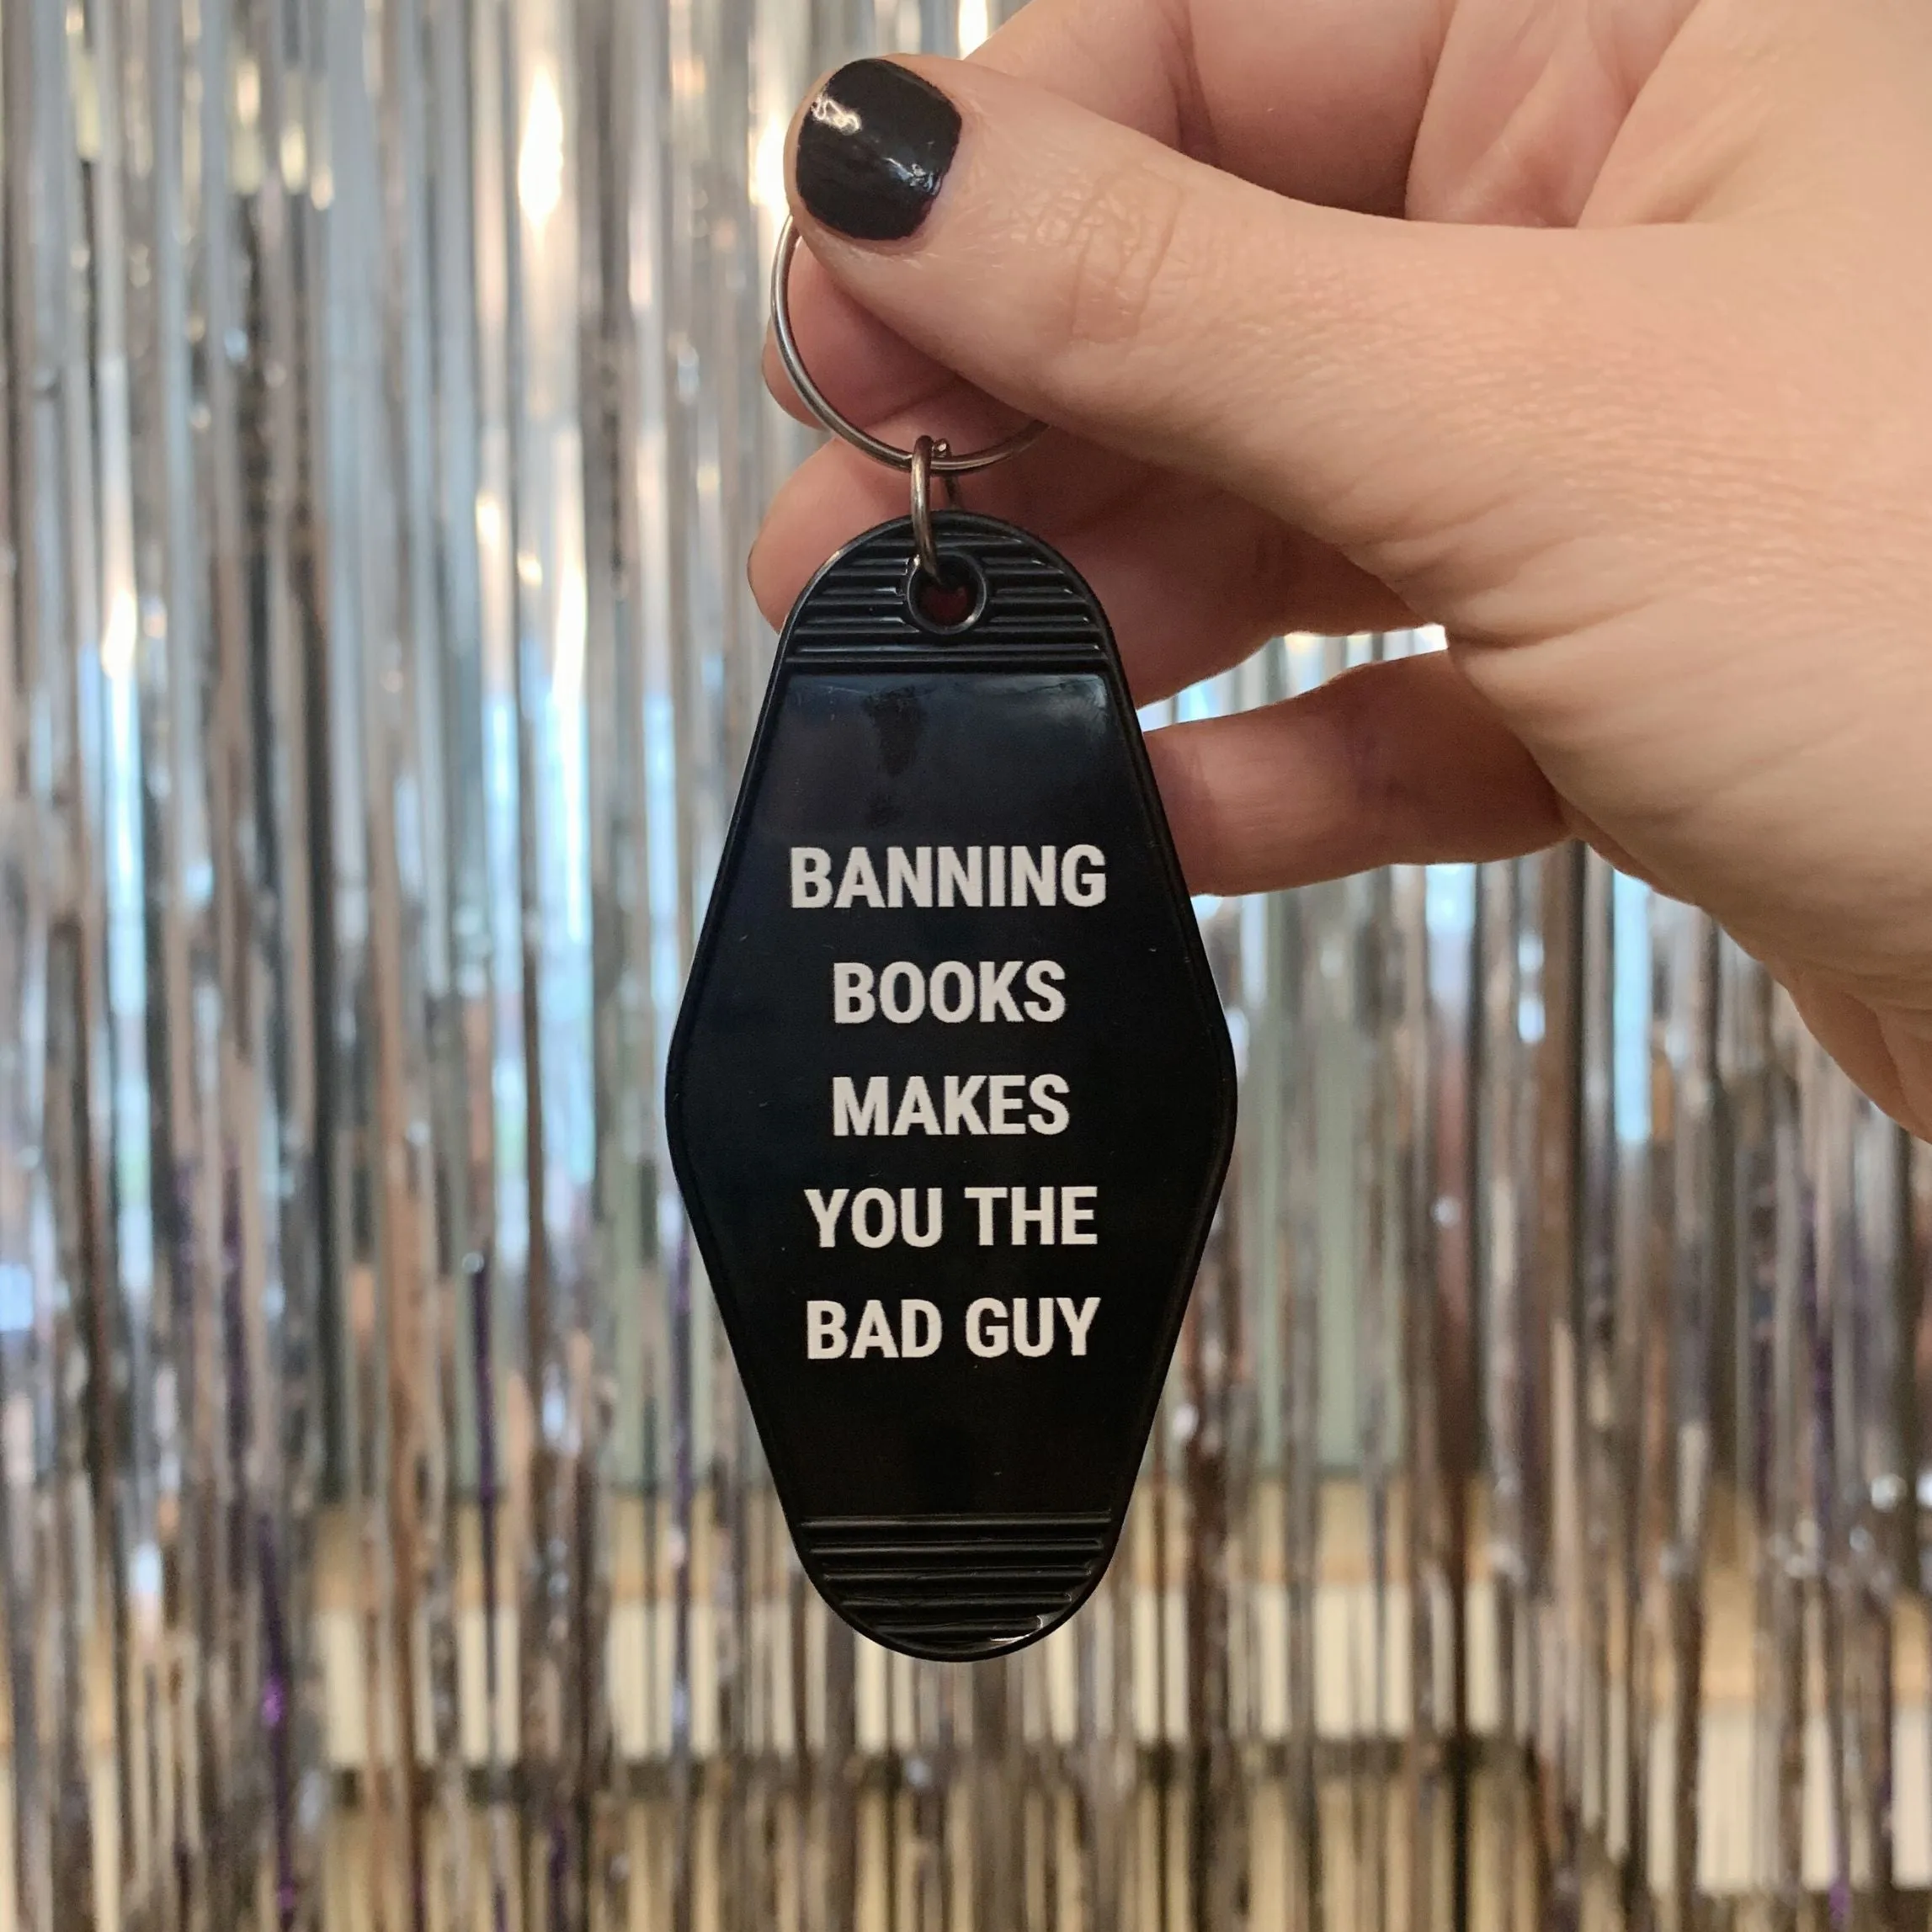 BANNING
BOOKS
MAKES
YOU THE
BAD GUY